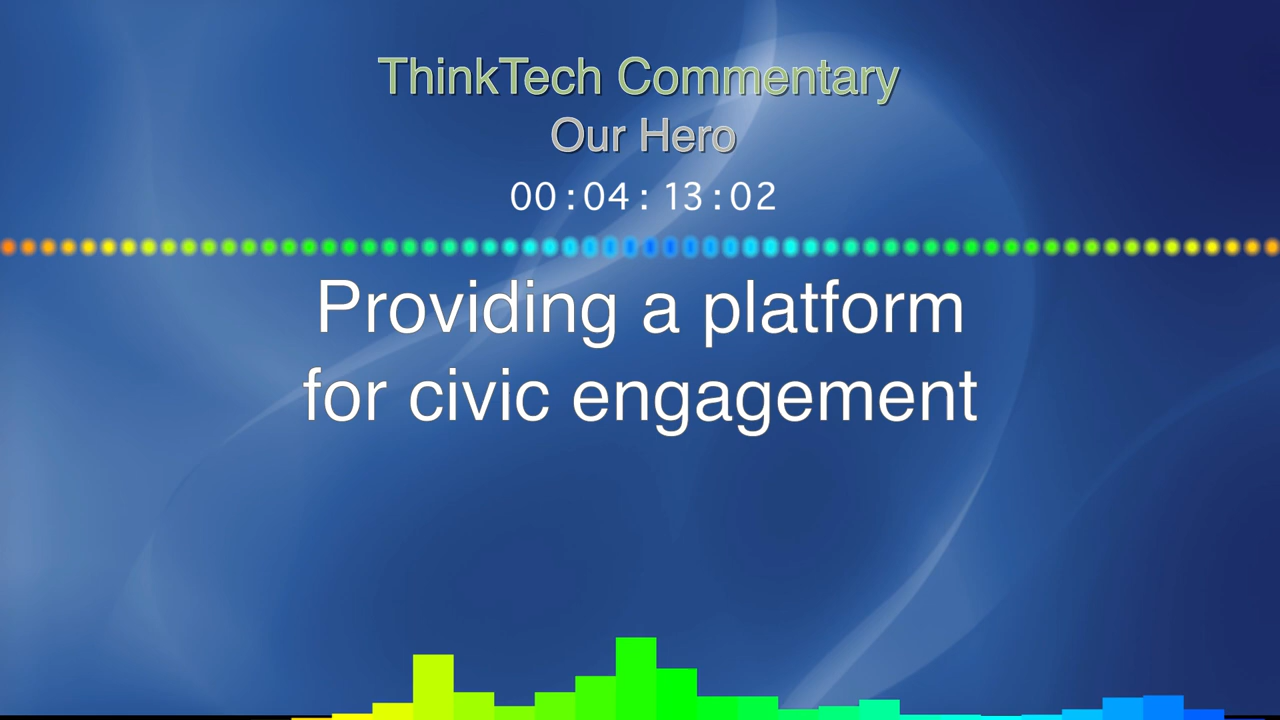 ThinkTech Commentary
Our Hero
00:04:13:02
Providing a platform
for civic engagement